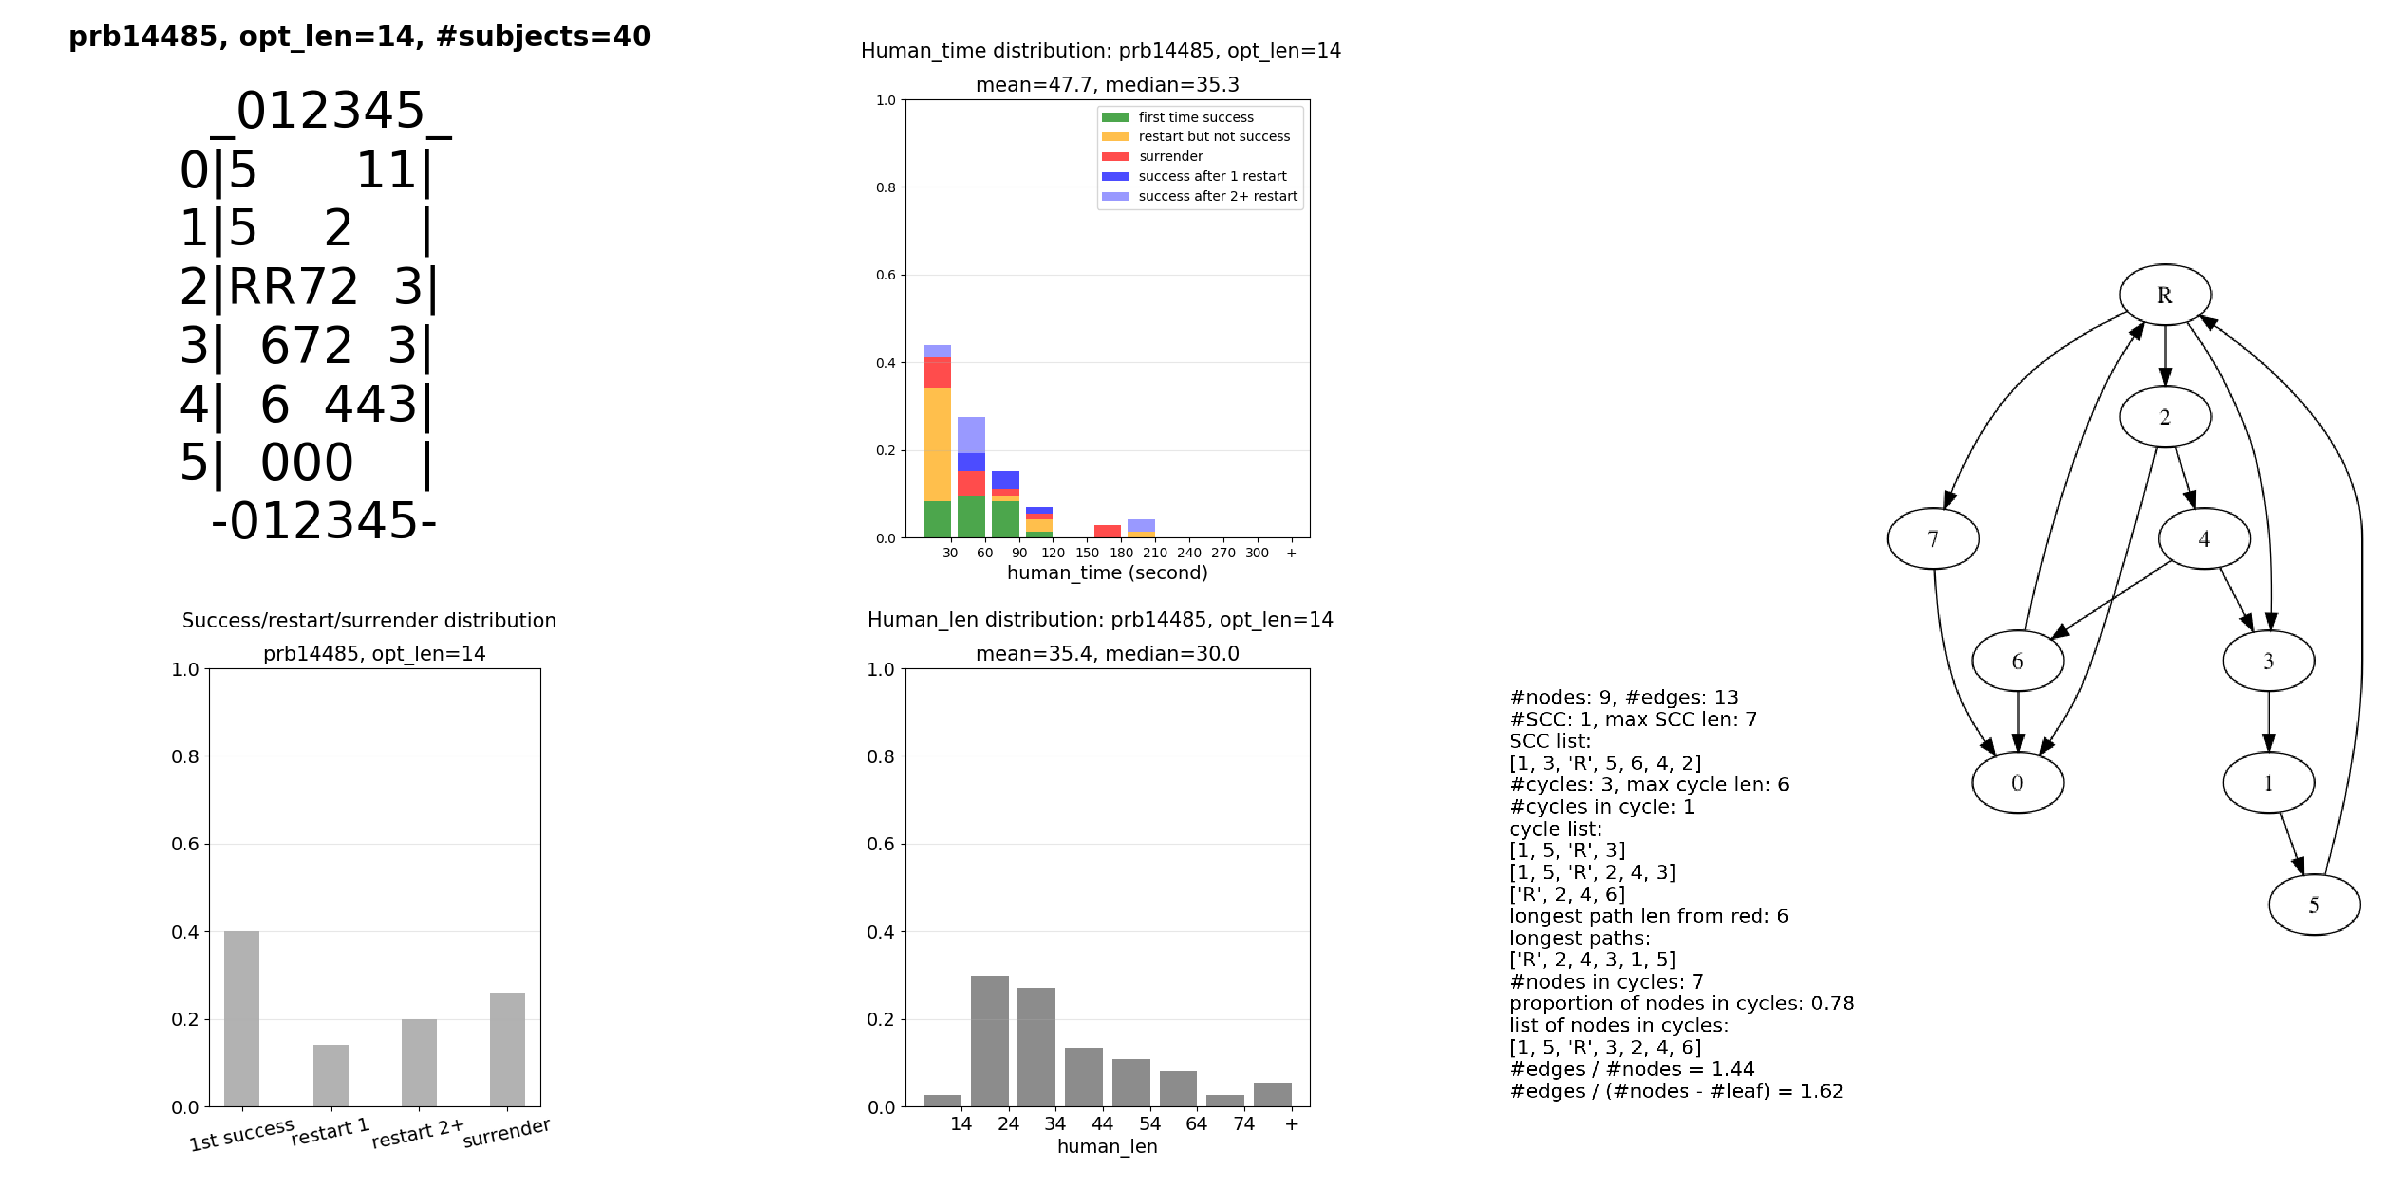 prb14485, opt_len=14, #subjects=40
_012345_
0|5   11|
1|5  2  |
2|RR72 3|
3| 672 3|
4| 6 443|
5| 000  |
-012345-
Human_time distribution: prb14485, opt_len=14
mean=47.7, median=35.3
1.0
0.8
0.6
0.4
0.2
0.0
first time success
restart but not success
surrender
success after 1 restart
success after 2+ restart
30 60 90 120 150 180 210 240 270 300 +
human_time (second)
Success/restart/surrender distribution
prb14485, opt_len=14
1.0
0.8
0.6
0.4
0.2
0.0
1st success restart 1 restart 2+ surrender
Human_len distribution: prb14485, opt_len=14
mean=35.4, median=30.0
1.0
0.8
0.6
0.4
0.2
0.0
14 24 34 44 54 64 74 +
human_len
#nodes: 9, #edges: 13
#SCC: 1, max SCC len: 7
SCC list:
[1, 3, 'R', 5, 6, 4, 2]
#cycles: 3, max cycle len: 6
#cycles in cycle: 1
cycle list:
[1, 5, 'R', 3]
[1, 5, 'R', 2, 4, 3]
['R', 2, 4, 6]
longest path len from red: 6
longest paths:
['R', 2, 4, 3, 1, 5]
#nodes in cycles: 7
proportion of nodes in cycles: 0.78
list of nodes in cycles:
[1, 5, 'R', 3, 2, 4, 6]
#edges / #nodes = 1.44
#edges / (#nodes - #leaf) = 1.62
R
2
7 4
6 3
0 1
5